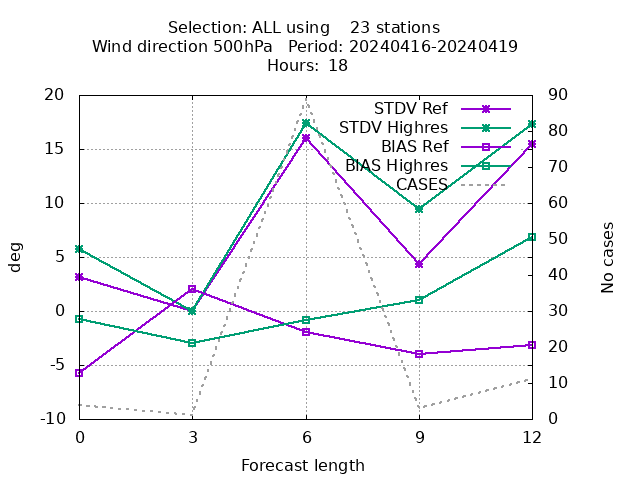 Selection: ALL using    23 stations
Wind direction 500hPa   Period: 20240416-20240419
Hours: 18
STDV Ref
STDV Highres
BIAS Ref
BIAS Highres
CASES
20
15
10
5
0
-5
-10
deg
90
80
70
60
50
40
30
20
10
0
No cases
0 3 6 9 12
Forecast length